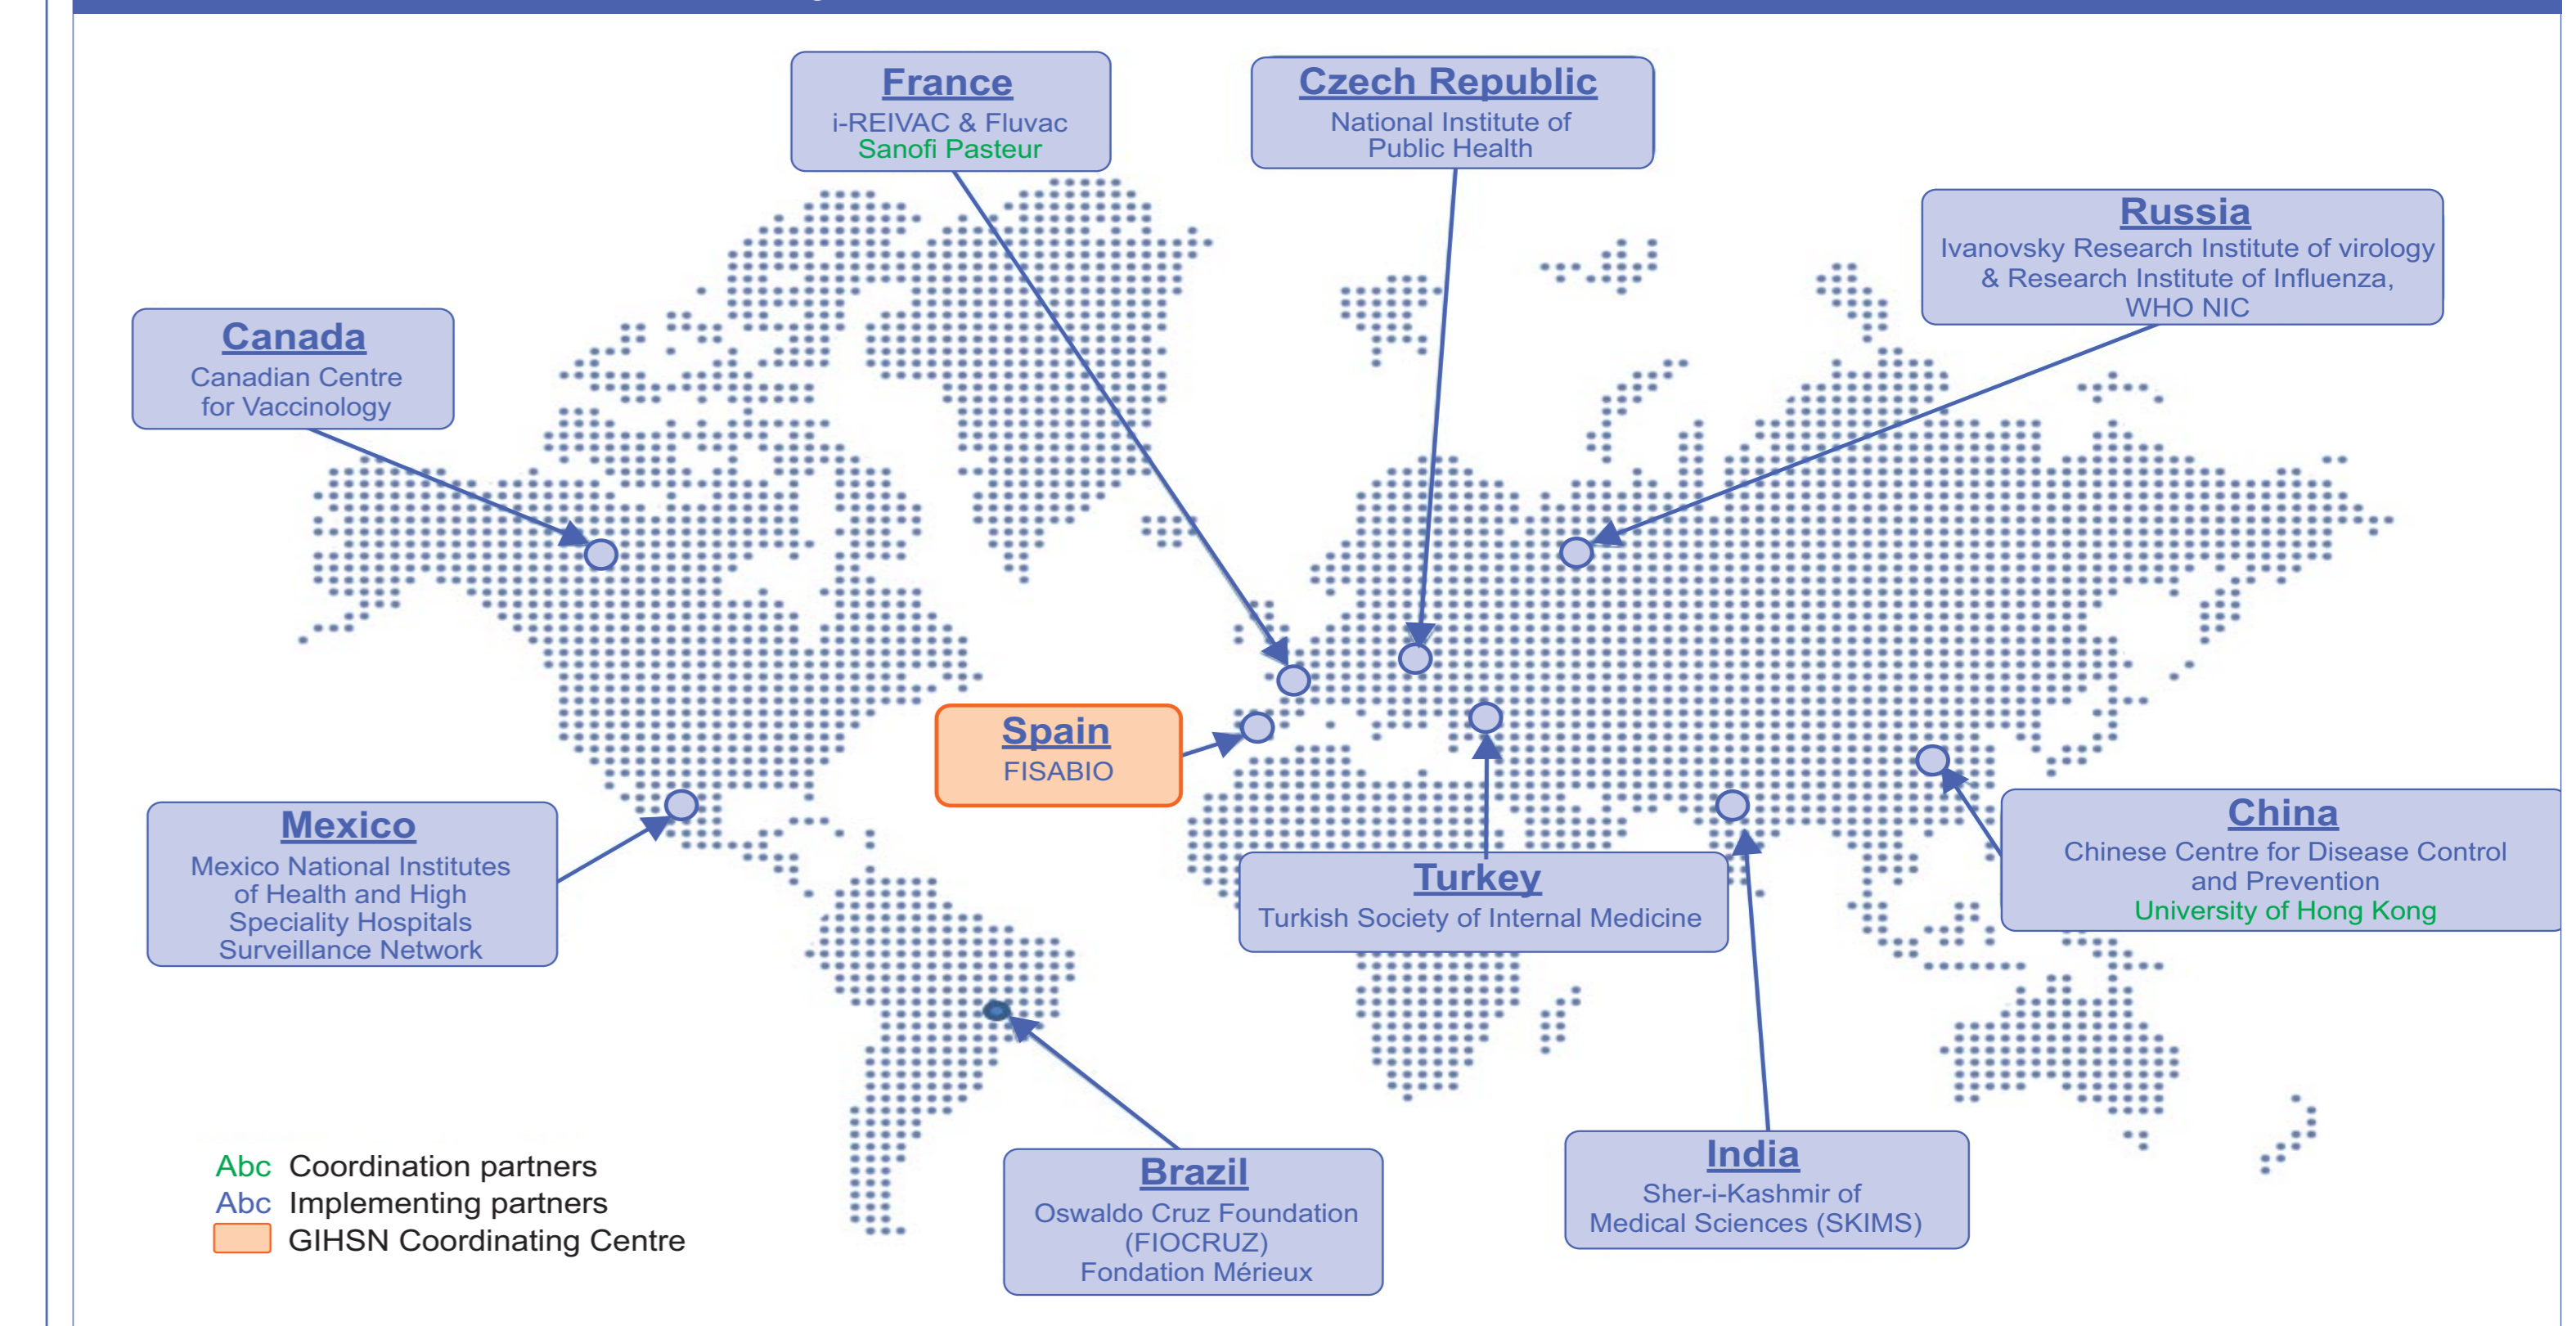 France
i-REIVAC & Fluvac
Sanofi Pasteur
Czech Republic
National Institute of
Public Health
Russia
Ivanovsky Research Institute of virology
& Research Institute of Influenza,
WHO NIC
Canada
Canadian Centre
for Vaccinology
Spain
FISABIO
Mexico
Mexico National Institutes
of Health and High
Speciality Hospitals
Surveillance Network
Turkey
Turkish Society of Internal Medicine
China
Chinese Centre for Disease Control
and Prevention
University of Hong Kong
Brazil
Oswaldo Cruz Foundation
(FIOCRUZ)
Fondation Mérieux
India
Sher-i-Kashmir of
Medical Sciences (SKIMS)
Abc Coordination partners
Abc Implementing partners
GIHSN Coordinating Centre